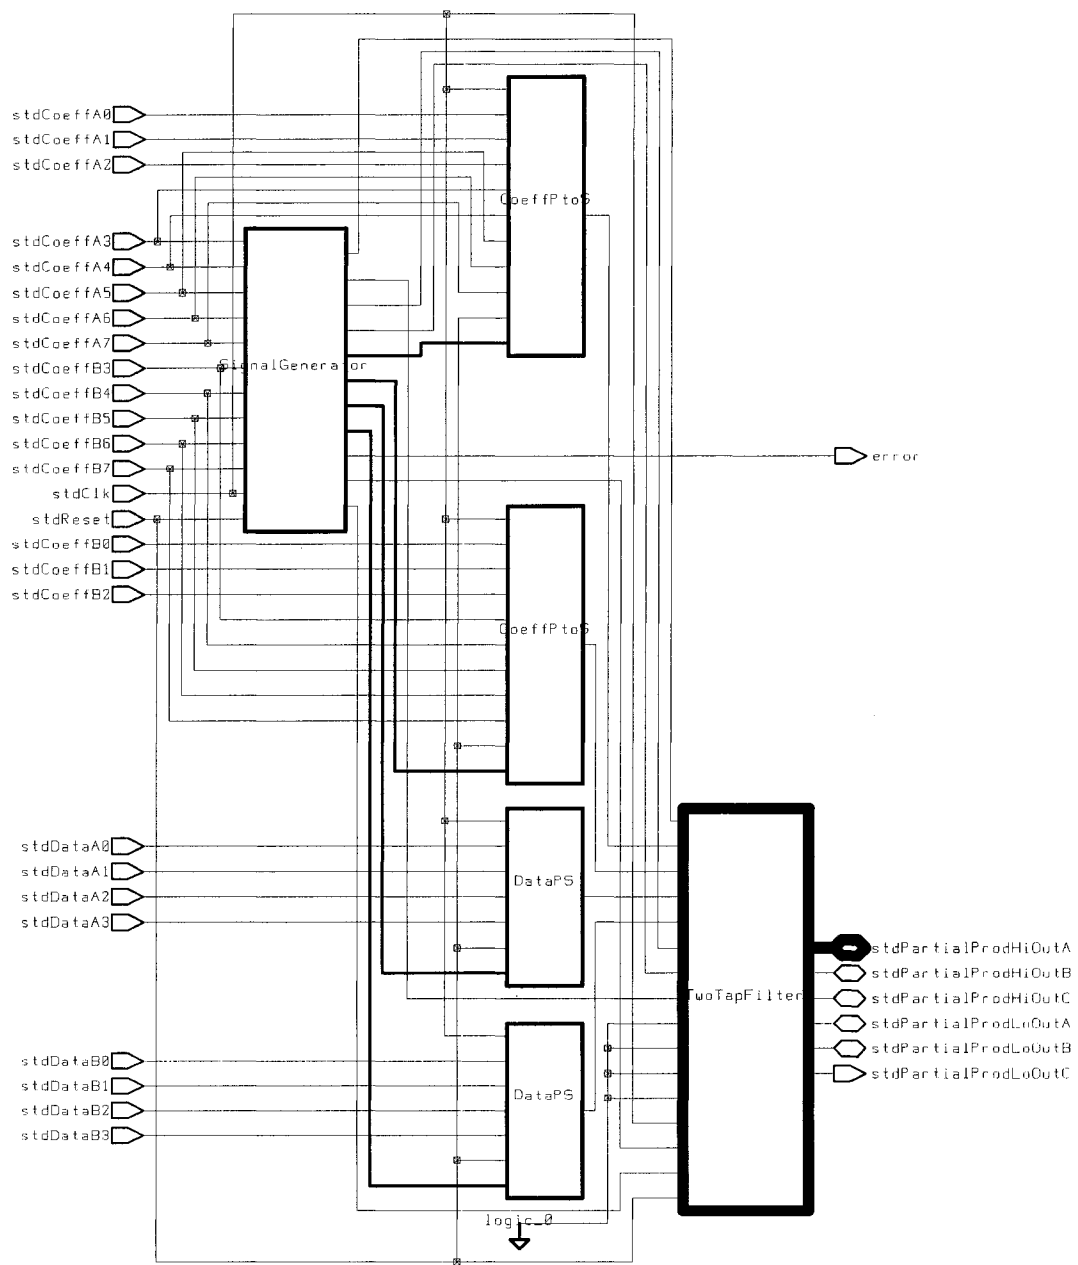 stdCoeffA0
stdCoeffA1
stdCoeffA2
CoeffPtoS
stdCoeffA3
stdCoeffA4
stdCoeffA5
stdCoeffA6
stdCoeffA7
SignalGenerator
stdCoeffB3
stdCoeffB4
stdCoeffB5
stdCoeffB6
error
stdCoeffB7
stdClk
stdReset
stdCoeffB0
stdCoeffB1
stdCoeffB2
CoeffPtoS
stdDataA0
stdDataA1
DataPS
stdDataA2
stdDataA3
stdPartialProdHiOutA
stdPartialProdHiOutB
TwoTapFilter
stdPartialProdHiOutC
stdPartialProdLoOutA
stdPartialProdLoOutB
stdDataB0
stdPartialProdLoOutC
stdDataB1
DataPS
stdDataB2
stdDataB3
logic_0